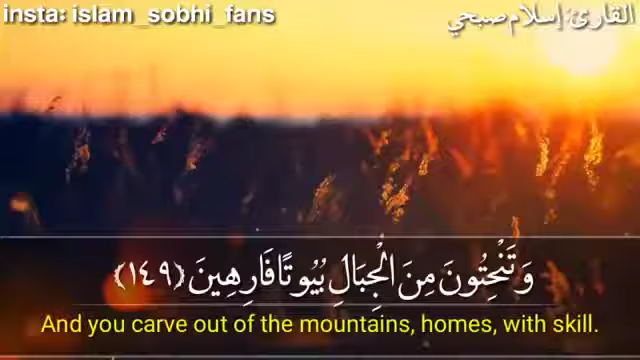 insta: islam_sobhi_fans
القارئ: إسلام صبحي
وَتَنْحِتُونَ مِنَ الْجِبَالِ بُيُوتًا فَارِهِينَ ﴿١٤٩﴾
And you carve out of the mountains, homes, with skill.